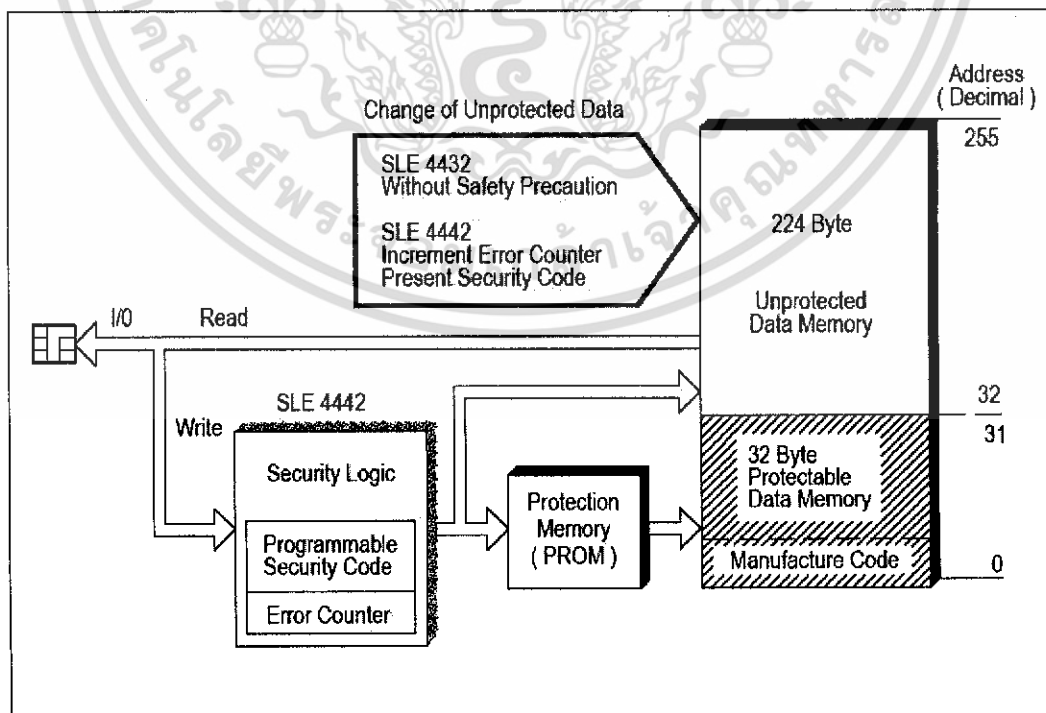 Address
( Decimal )
255
Change of Unprotected Data
SLE 4432
Without Safety Precaution
SLE 4442
Increment Error Counter
Present Security Code
224 Byte
Unprotected
Data Memory
I/O
Read
32
31
SLE 4442
Write
Security Logic
Programmable
Security Code
Error Counter
Protection
Memory
( PROM )
32 Byte
Protectable
Data Memory
Manufacture Code
0